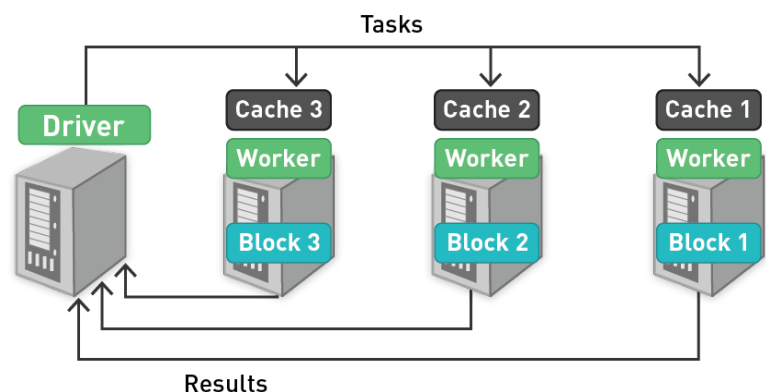 Tasks
Cache 3
Cache 2
Cache 1
Driver
Worker
Worker
Worker
Block 3
Block 2
Block 1
Results